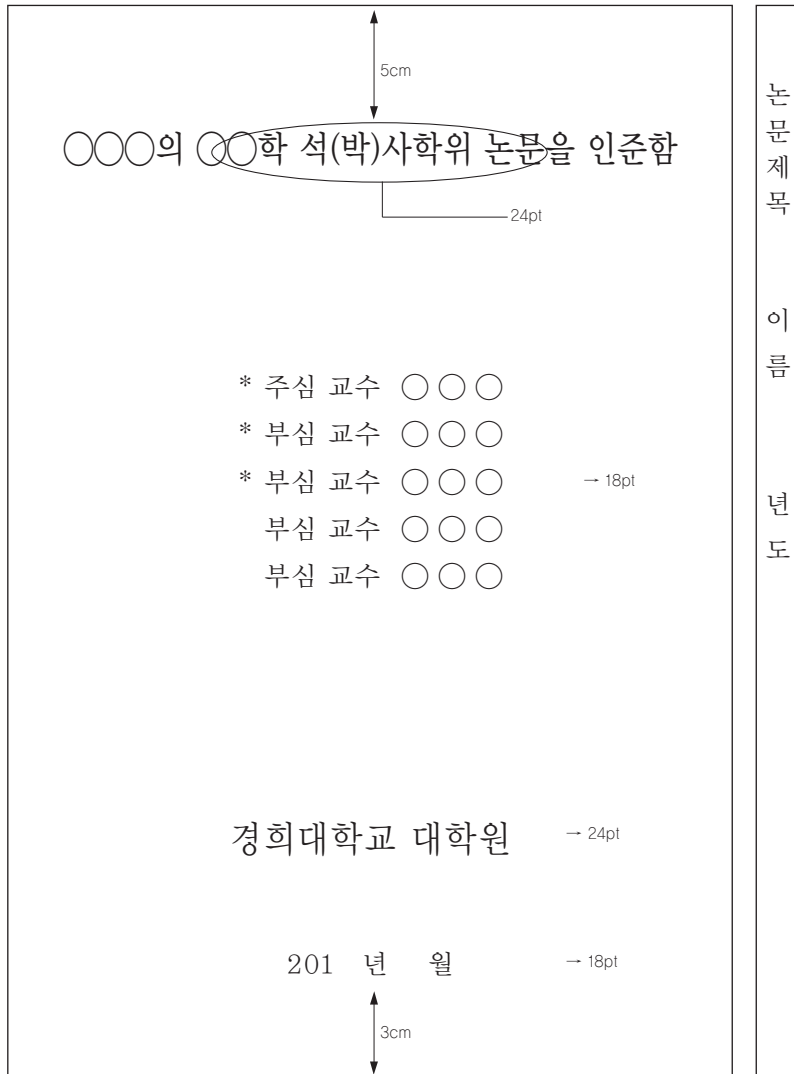 5cm
○○○의 ○○학 석(박)사학위 논문을 인준함
24pt
* 주심 교수 ○○○
* 부심 교수 ○○○
* 부심 교수 ○○○ → 18pt
부심 교수 ○○○
부심 교수 ○○○
경희대학교 대학원 → 24pt
201 년 월 → 18pt
3cm
논문제목
이름
년도